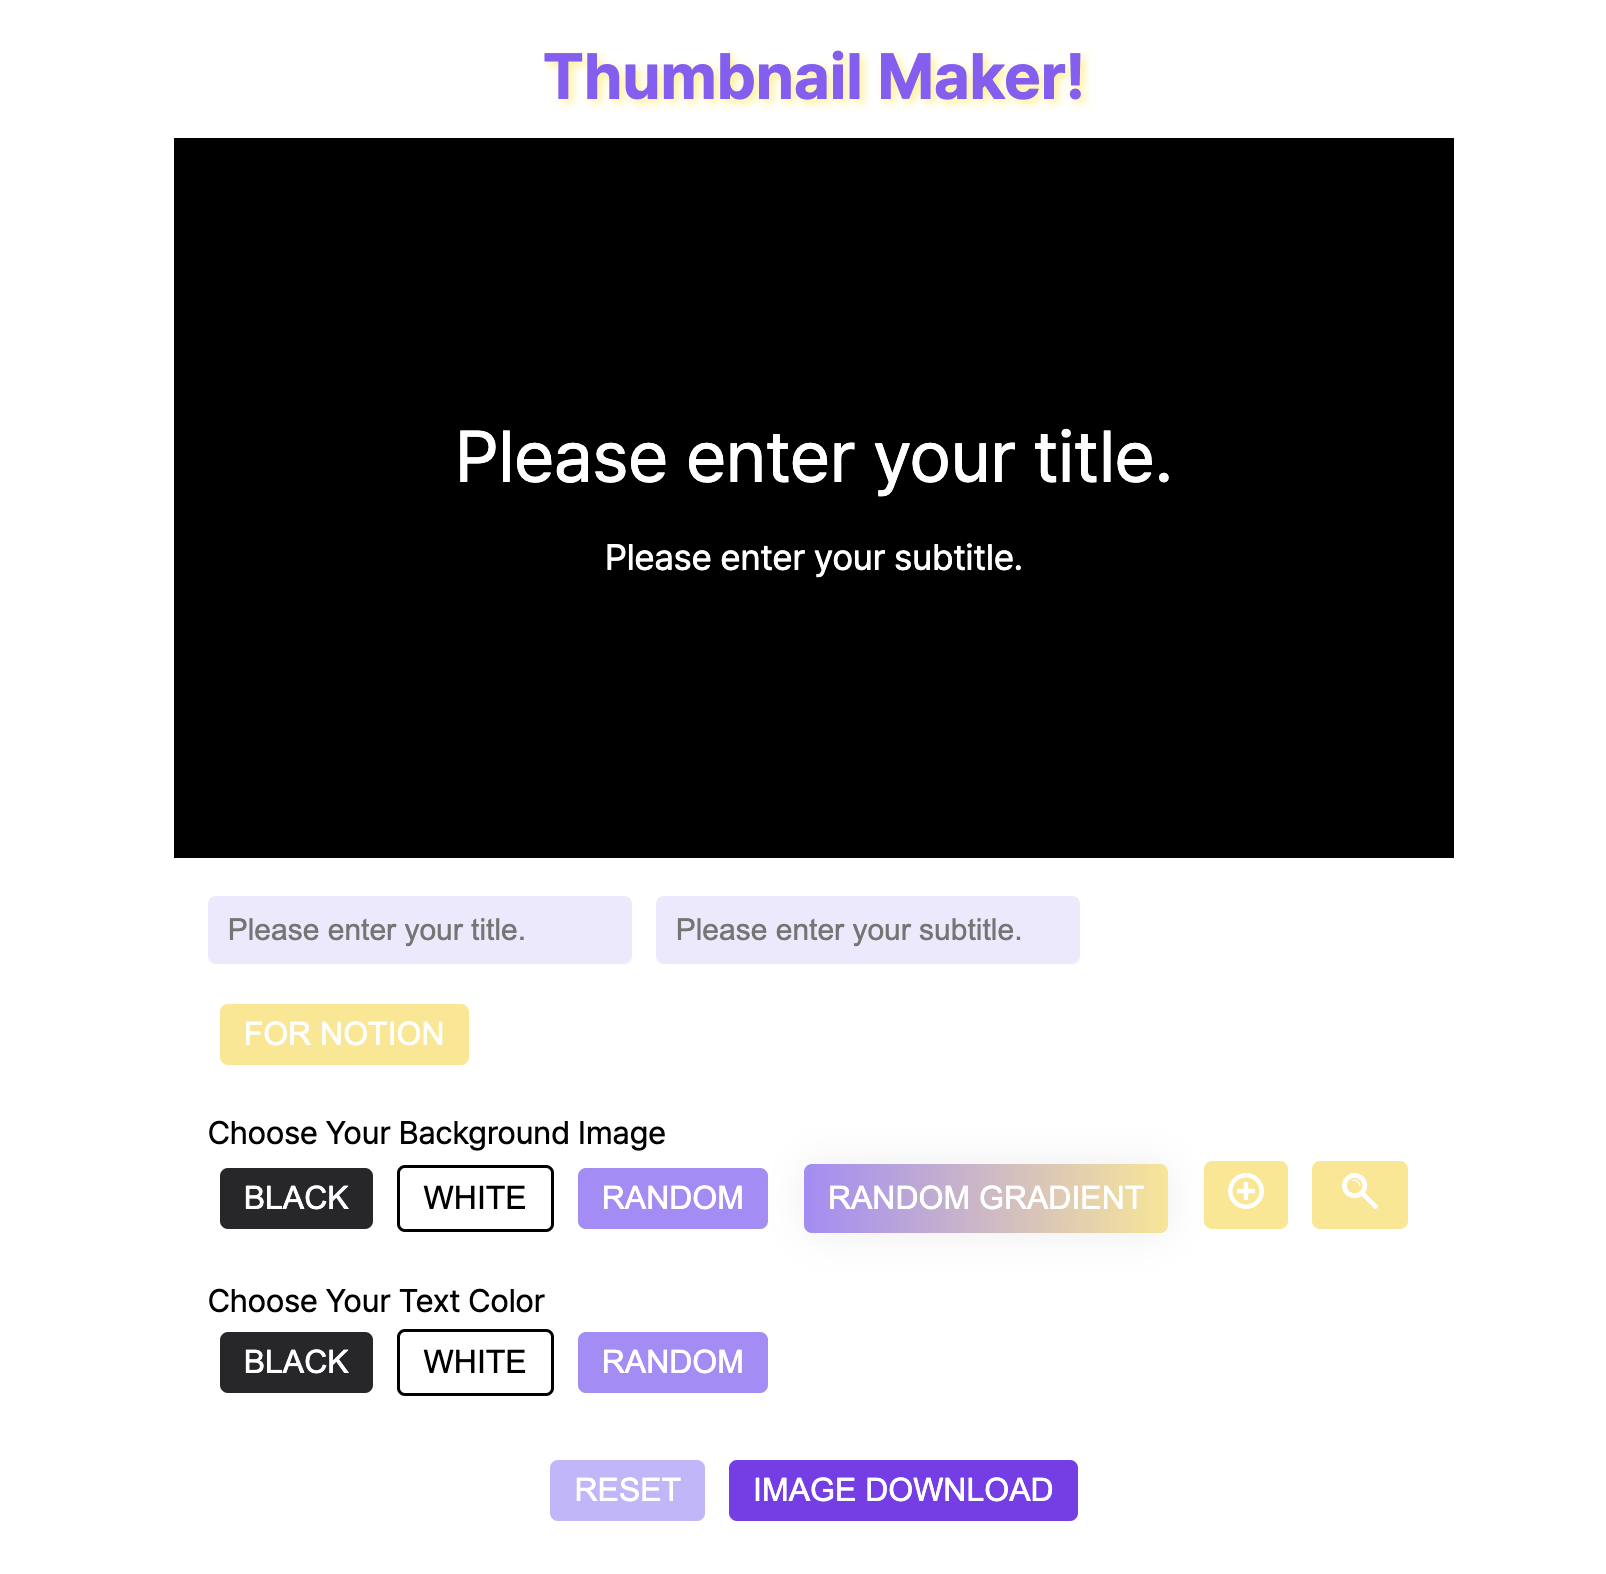 Thumbnail Maker!
Please enter your title.
Please enter your subtitle.
Please enter your title. Please enter your subtitle.
FOR NOTION
Choose Your Background Image
BLACK WHITE RANDOM RANDOM GRADIENT
Choose Your Text Color
BLACK WHITE RANDOM
RESET IMAGE DOWNLOAD